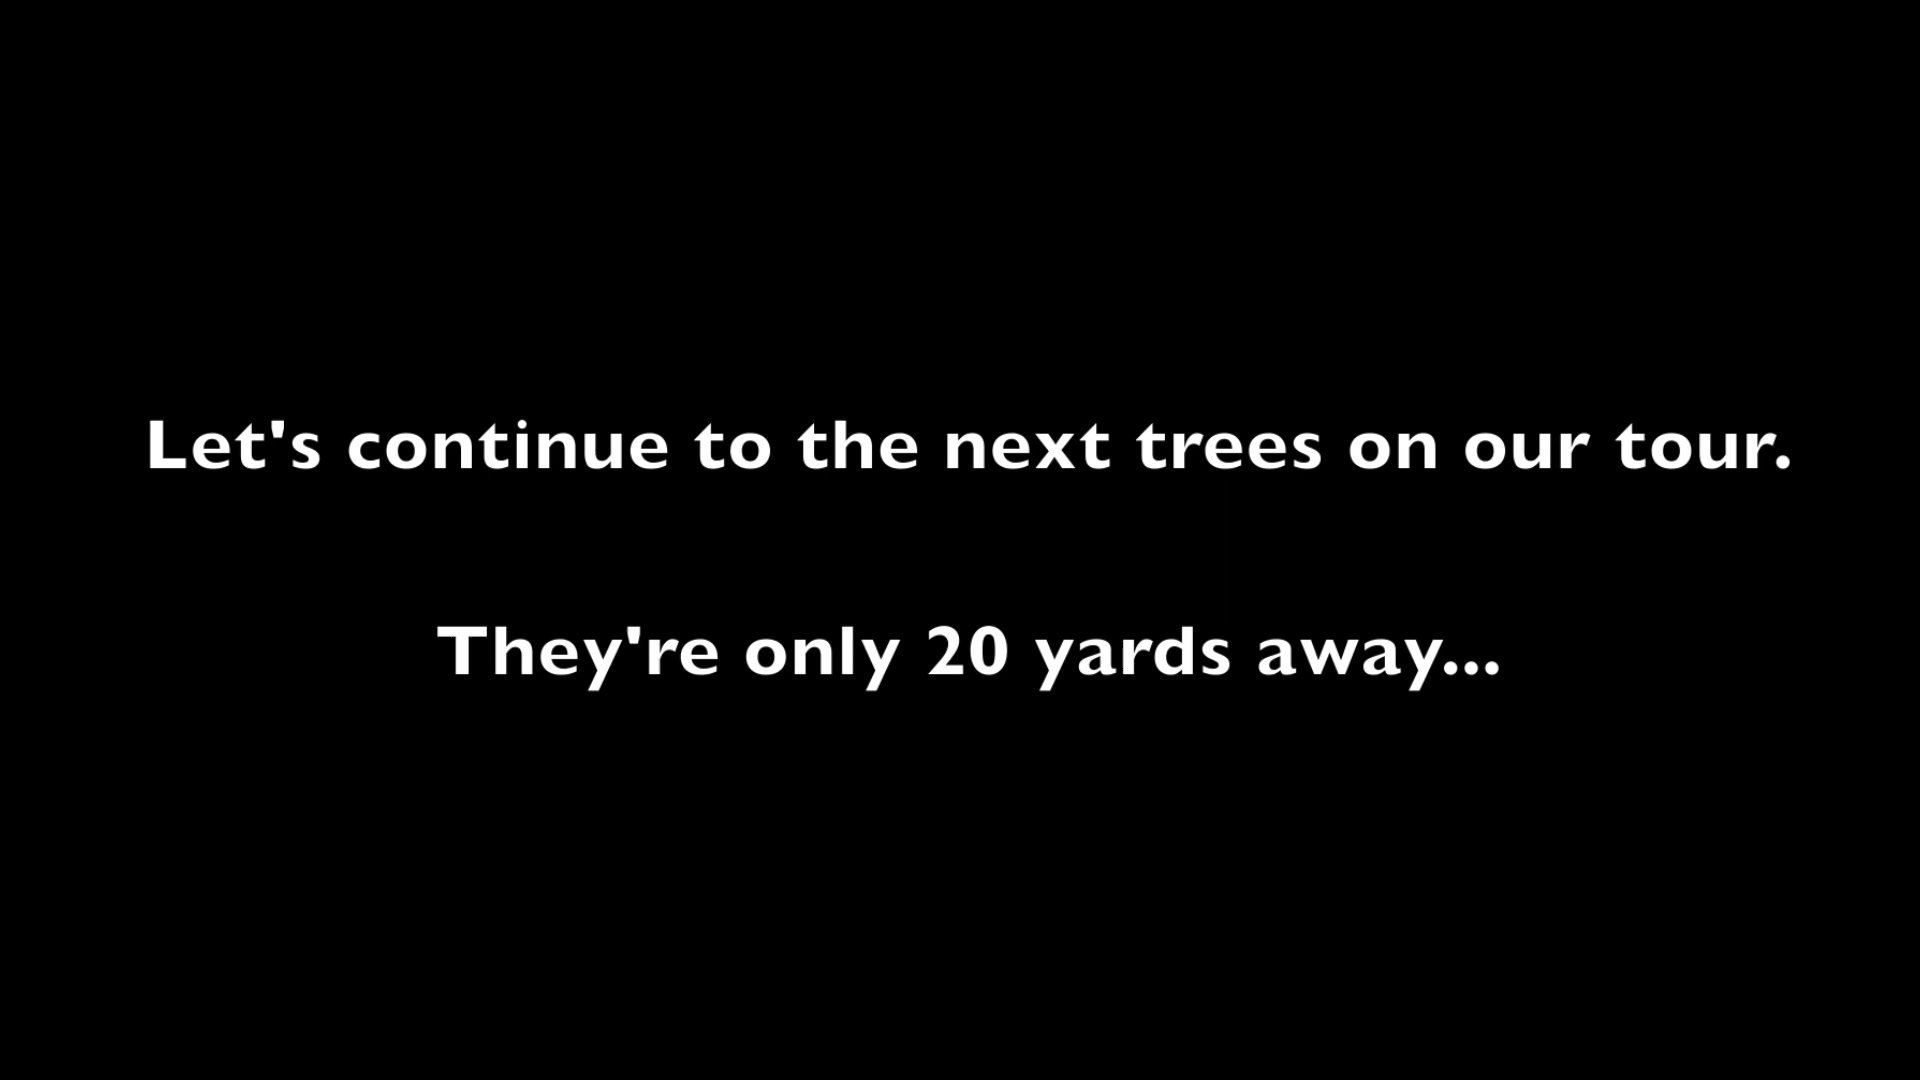 Let's continue to the next trees on our tour.
They're only 20 yards away...